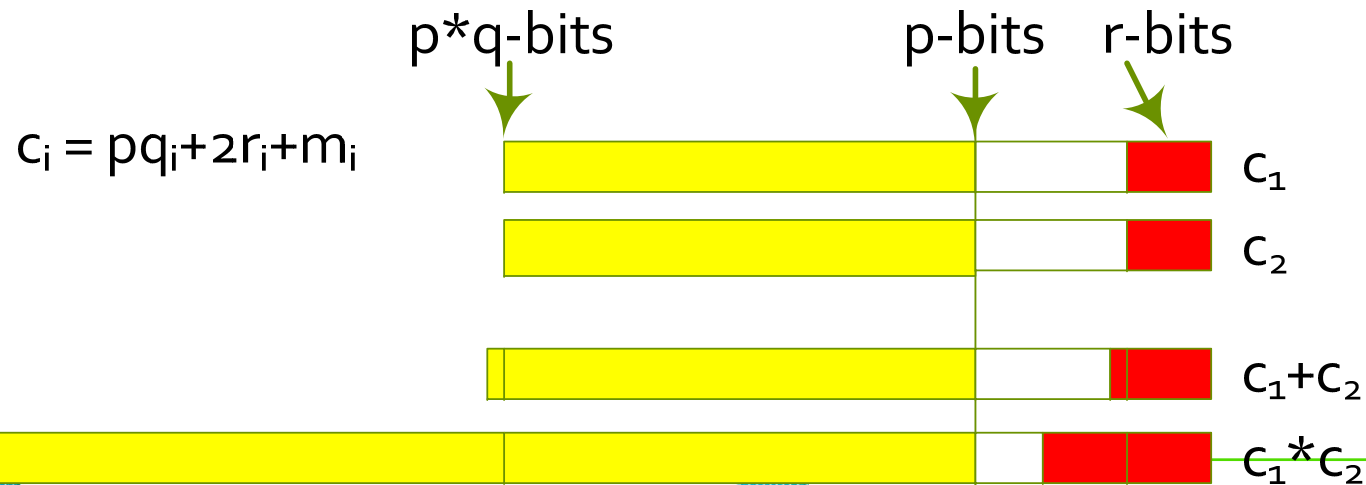 p*q-bits p-bits r-bits
cᵢ = pqᵢ+2rᵢ+mᵢ
c₁
c₂
c₁+c₂
c₁*c₂